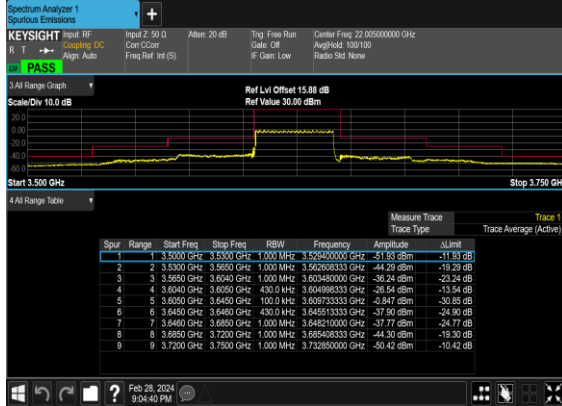 Spectrum Analyzer 1
Spurious Emissions
+
KEYSIGHT Input: RF Input Z: 50 Ω Atten: 20 dB Trig: Free Run Center Freq: 22.005000000 GHz
R T Coupling: DC Corr CCorr Gate: Off Avg|Hold: 100/100
Align: Auto Freq Ref: Int (S) IF Gain: Low Radio Std: None
PASS
3 All Range Graph
Ref Lvl Offset 15.88 dB
Scale/Div 10.0 dB Ref Value 30.00 dBm
20.0
0.00
-20.0
-40.0
-60.0
Start 3.500 GHz Stop 3.750 GH
4 All Range Table
Measure Trace Trace 1
Trace Type Trace Average (Active)
Spur Range Start Freq Stop Freq RBW Frequency Amplitude ΔLimit
1 1 3.5000 GHz 3.5300 GHz 1.000 MHz 3.529400000 GHz -51.93 dBm -11.93 dB
2 2 3.5300 GHz 3.5650 GHz 1.000 MHz 3.562608333 GHz -44.29 dBm -19.29 dB
3 3 3.5650 GHz 3.6040 GHz 1.000 MHz 3.603480000 GHz -36.24 dBm -23.24 dB
4 4 3.6040 GHz 3.6050 GHz 430.0 kHz 3.604998333 GHz -26.54 dBm -13.54 dB
5 5 3.6050 GHz 3.6450 GHz 100.0 kHz 3.609733333 GHz -0.847 dBm -30.85 dB
6 6 3.6450 GHz 3.6460 GHz 430.0 kHz 3.645513333 GHz -37.90 dBm -24.90 dB
7 7 3.6460 GHz 3.6850 GHz 1.000 MHz 3.648210000 GHz -37.77 dBm -24.77 dB
8 8 3.6850 GHz 3.7200 GHz 1.000 MHz 3.685408333 GHz -44.30 dBm -19.30 dB
9 9 3.7200 GHz 3.7500 GHz 1.000 MHz 3.732850000 GHz -50.42 dBm -10.42 dB
? Feb 28, 2024
9:04:40 PM